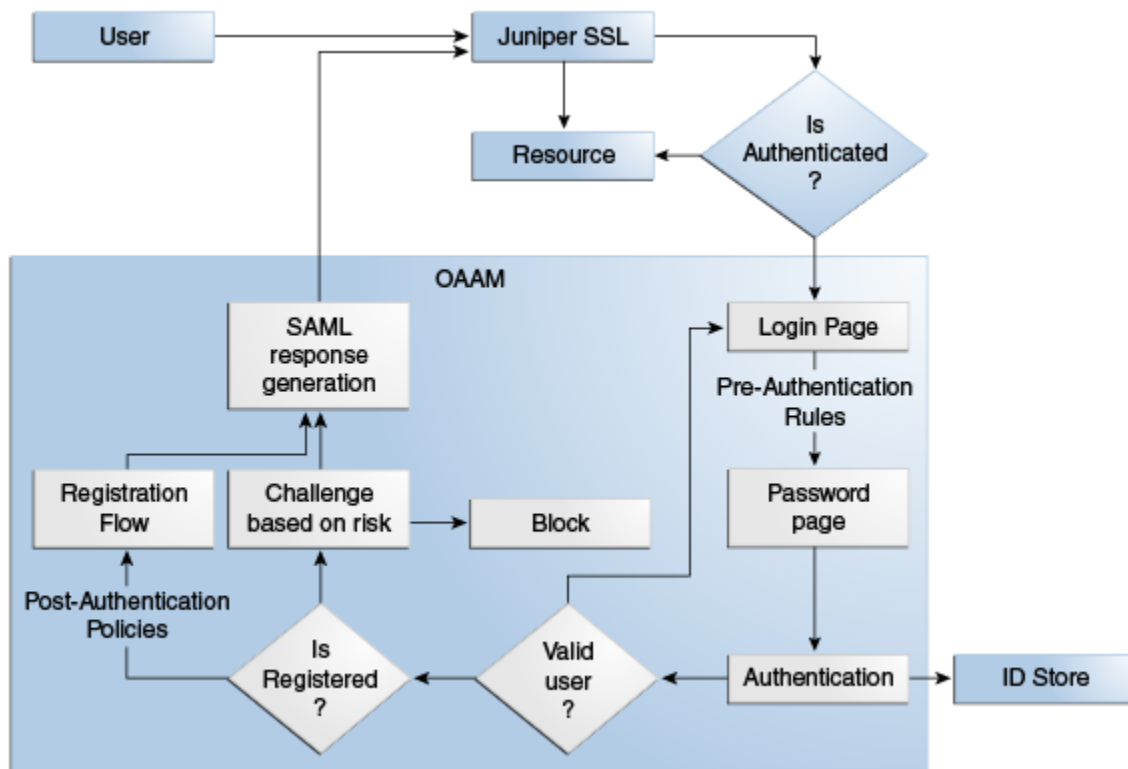 User
Juniper SSL
Resource
Is
Authenticated
?
OAAM
SAML
response
generation
Login Page
Pre-Authentication
Rules
Registration
Flow
Challenge
based on risk
Block
Password
page
Post-Authentication
Policies
Is
Registered
?
Valid
user
?
Authentication
ID Store